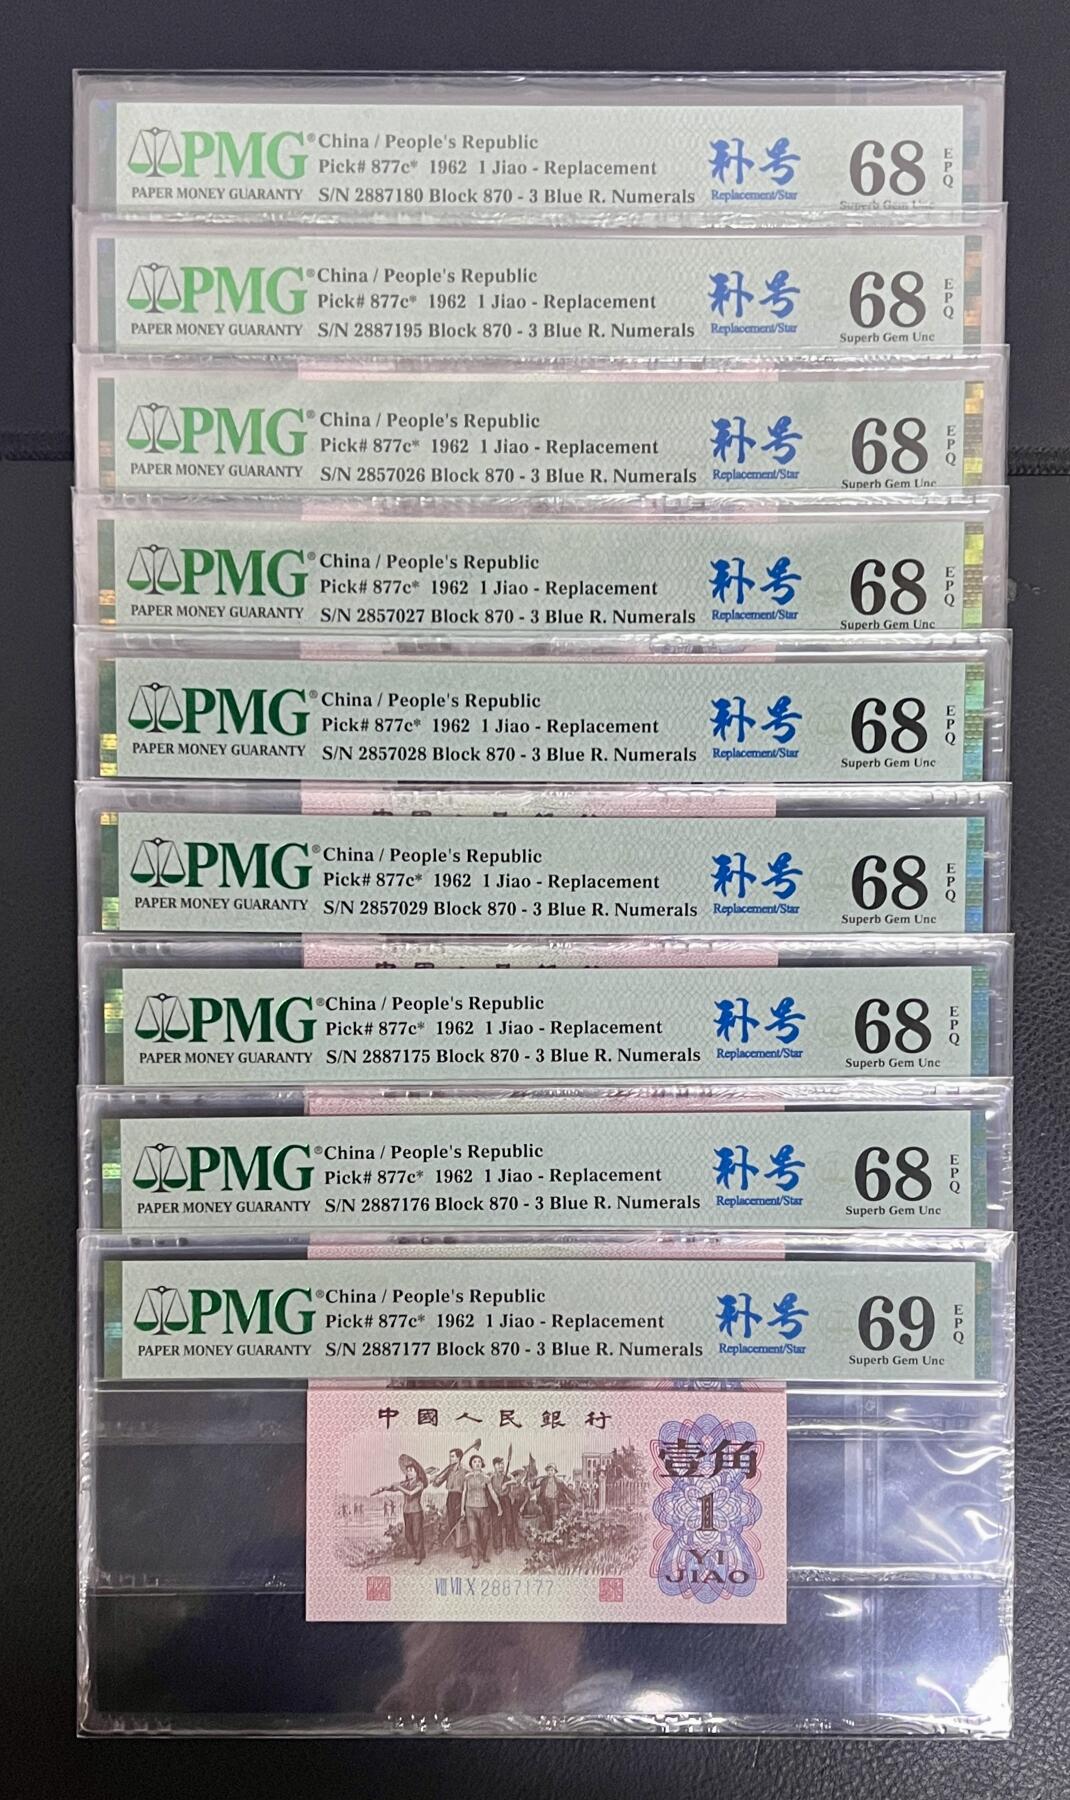 PMG® China / People's Republic
Pick# 877c* 1962 1 Jiao - Replacement 补号 68 EPQ
PAPER MONEY GUARANTY S/N 2887180 Block 870 - 3 Blue R. Numerals Replacement/Star
Superb Gem Unc
PMG® China / People's Republic
Pick# 877c* 1962 1 Jiao - Replacement 补号 68 EPQ
PAPER MONEY GUARANTY S/N 2887195 Block 870 - 3 Blue R. Numerals Replacement/Star
Superb Gem Unc
PMG® China / People's Republic
Pick# 877c* 1962 1 Jiao - Replacement 补号 68 EPQ
PAPER MONEY GUARANTY S/N 2857026 Block 870 - 3 Blue R. Numerals Replacement/Star
Superb Gem Unc
PMG® China / People's Republic
Pick# 877c* 1962 1 Jiao - Replacement 补号 68 EPQ
PAPER MONEY GUARANTY S/N 2857027 Block 870 - 3 Blue R. Numerals Replacement/Star
Superb Gem Unc
PMG® China / People's Republic
Pick# 877c* 1962 1 Jiao - Replacement 补号 68 EPQ
PAPER MONEY GUARANTY S/N 2857028 Block 870 - 3 Blue R. Numerals Replacement/Star
Superb Gem Unc
PMG® China / People's Republic
Pick# 877c* 1962 1 Jiao - Replacement 补号 68 EPQ
PAPER MONEY GUARANTY S/N 2857029 Block 870 - 3 Blue R. Numerals Replacement/Star
Superb Gem Unc
PMG® China / People's Republic
Pick# 877c* 1962 1 Jiao - Replacement 补号 68 EPQ
PAPER MONEY GUARANTY S/N 2887175 Block 870 - 3 Blue R. Numerals Replacement/Star
Superb Gem Unc
PMG® China / People's Republic
Pick# 877c* 1962 1 Jiao - Replacement 补号 68 EPQ
PAPER MONEY GUARANTY S/N 2887176 Block 870 - 3 Blue R. Numerals Replacement/Star
Superb Gem Unc
PMG® China / People's Republic
Pick# 877c* 1962 1 Jiao - Replacement 补号 69 EPQ
PAPER MONEY GUARANTY S/N 2887177 Block 870 - 3 Blue R. Numerals Replacement/Star
Superb Gem Unc
中國人民銀行
壹角
1
YI
JIAO
VIII VII X 2887177